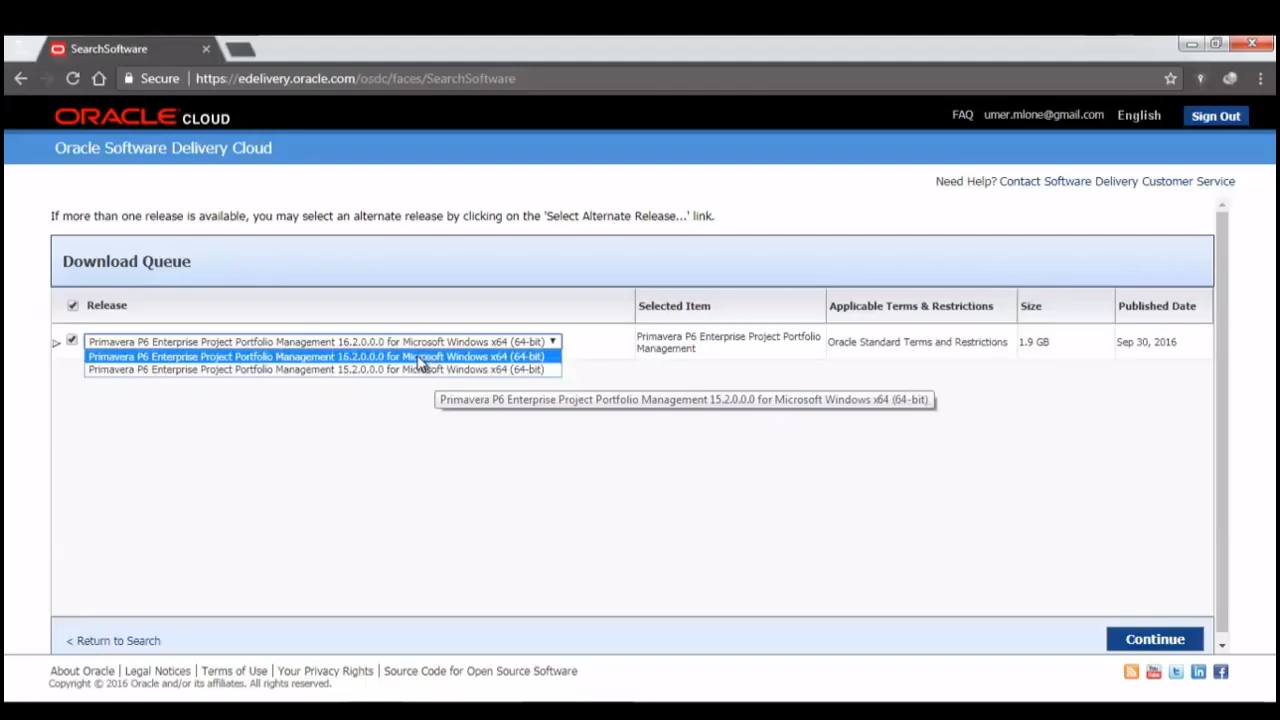 SearchSoftware
Secure https://edelivery.oracle.com/osdc/faces/SearchSoftware
ORACLE CLOUD
FAQ umer.mlone@gmail.com English Sign Out
Oracle Software Delivery Cloud
Need Help? Contact Software Delivery Customer Service
If more than one release is available, you may select an alternate release by clicking on the 'Select Alternate Release...' link.
Download Queue
Release Selected Item Applicable Terms & Restrictions Size Published Date
Primavera P6 Enterprise Project Portfolio Management 16.2.0.0.0 for Microsoft Windows x64 (64-bit)
Primavera P6 Enterprise Project Portfolio Management
Oracle Standard Terms and Restrictions 1.9 GB Sep 30, 2016
Primavera P6 Enterprise Project Portfolio Management 16.2.0.0.0 for Microsoft Windows x64 (64-bit)
Primavera P6 Enterprise Project Portfolio Management 15.2.0.0.0 for Microsoft Windows x64 (64-bit)
Primavera P6 Enterprise Project Portfolio Management 15.2.0.0.0 for Microsoft Windows x64 (64-bit)
< Return to Search Continue
About Oracle | Legal Notices | Terms of Use | Your Privacy Rights | Source Code for Open Source Software
Copyright © 2016 Oracle and/or its affiliates. All rights reserved.